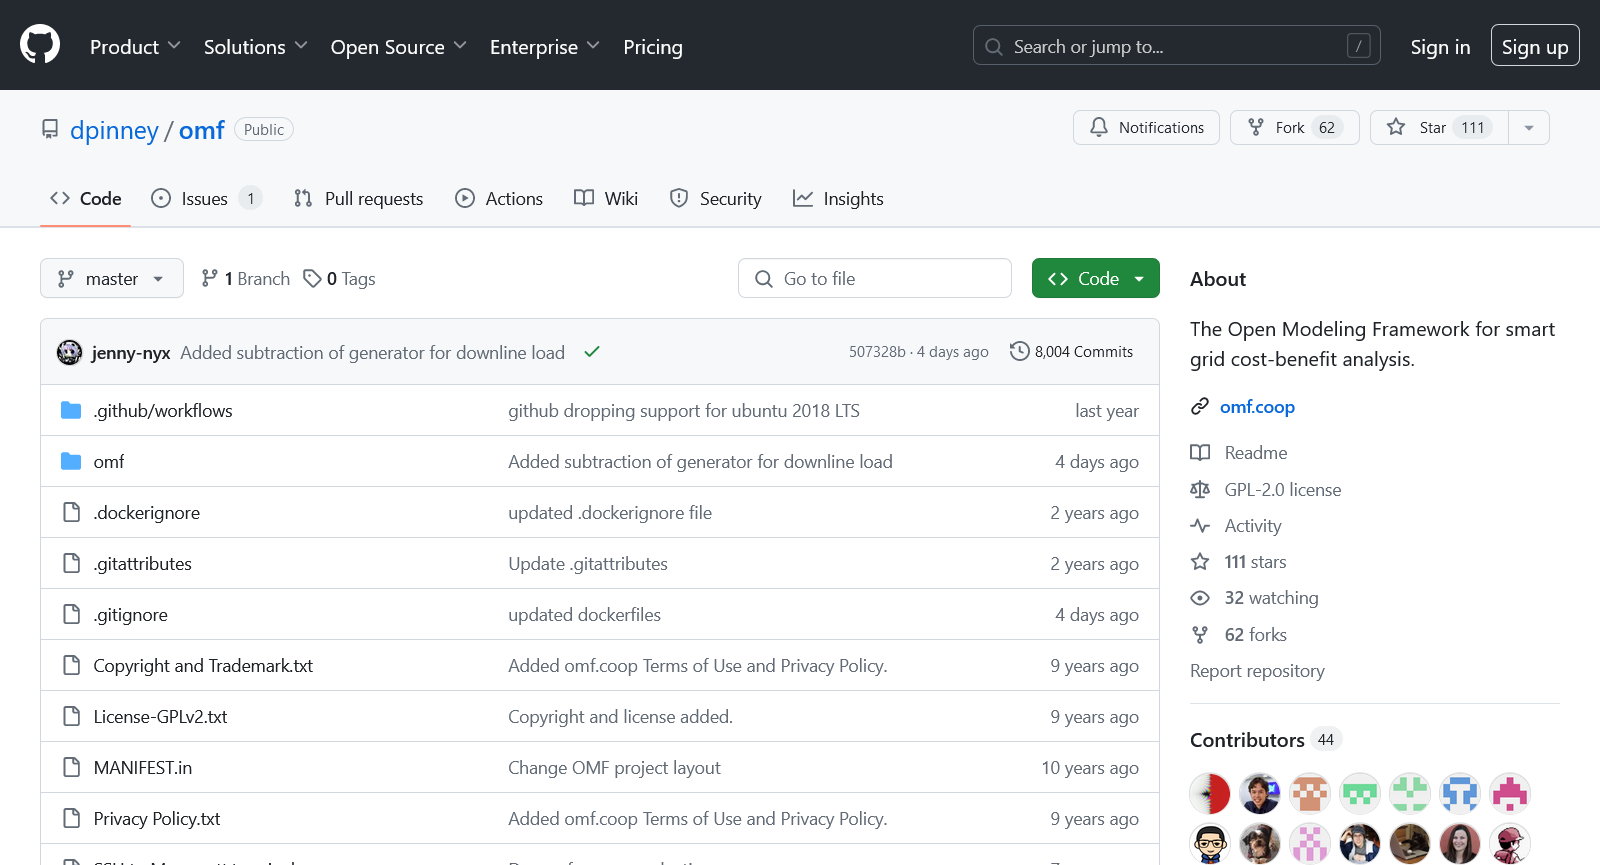 Product Solutions Open Source Enterprise Pricing Search or jump to... / Sign in Sign up
dpinney / omf Public Notifications Fork 62 Star 111
Code Issues 1 Pull requests Actions Wiki Security Insights
master 1 Branch 0 Tags Go to file Code
jenny-nyx Added subtraction of generator for downline load 507328b · 4 days ago 8,004 Commits
.github/workflows github dropping support for ubuntu 2018 LTS last year
omf Added subtraction of generator for downline load 4 days ago
.dockerignore updated .dockerignore file 2 years ago
.gitattributes Update .gitattributes 2 years ago
.gitignore updated dockerfiles 4 days ago
Copyright and Trademark.txt Added omf.coop Terms of Use and Privacy Policy. 9 years ago
License-GPLv2.txt Copyright and license added. 9 years ago
MANIFEST.in Change OMF project layout 10 years ago
Privacy Policy.txt Added omf.coop Terms of Use and Privacy Policy. 9 years ago
About
The Open Modeling Framework for smart
grid cost-benefit analysis.
omf.coop
Readme
GPL-2.0 license
Activity
111 stars
32 watching
62 forks
Report repository
Contributors 44